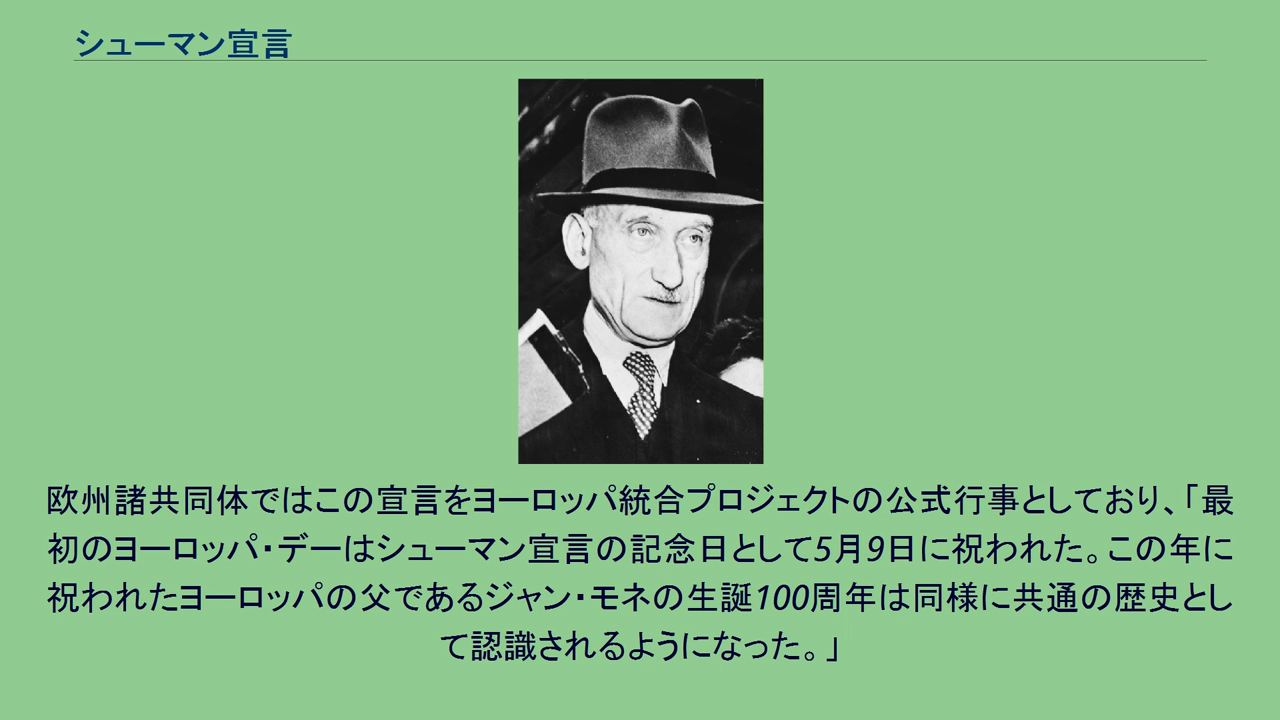 シューマン宣言
欧州諸共同体ではこの宣言をヨーロッパ統合プロジェクトの公式行事としており、「最
初のヨーロッパ・デーはシューマン宣言の記念日として5月9日に祝われた。この年に
祝われたヨーロッパの父であるジャン・モネの生誕100周年は同様に共通の歴史とし
て認識されるようになった。」